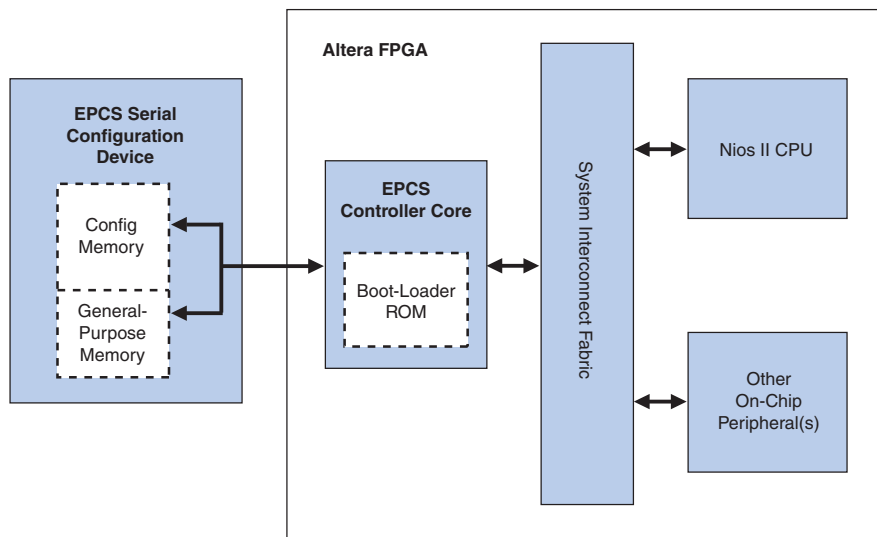 Altera FPGA
EPCS Serial
Configuration
Device
Config
Memory
General-
Purpose
Memory
EPCS
Controller Core
Boot-Loader
ROM
System Interconnect Fabric
Nios II CPU
Other
On-Chip
Peripheral(s)